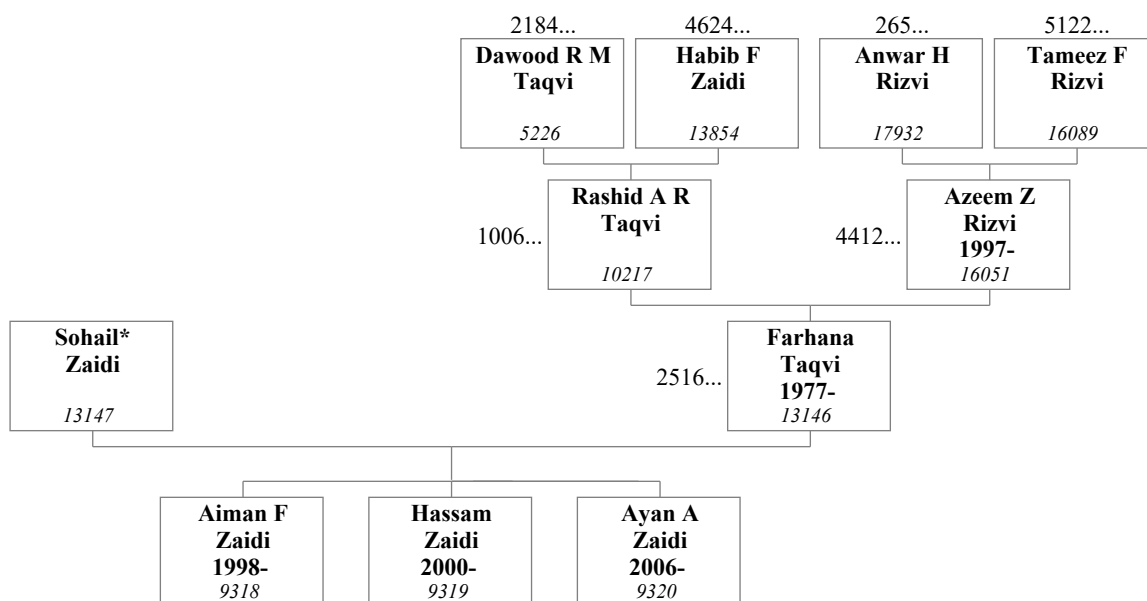 2184...
4624...
265...
5122...
Dawood R M
Taqvi
5226
Habib F
Zaidi
13854
Anwar H
Rizvi
17932
Tameez F
Rizvi
16089
1006...
Rashid A R
Taqvi
10217
4412...
Azeem Z
Rizvi
1997-
16051
Sohail*
Zaidi
13147
2516...
Farhana
Taqvi
1977-
13146
Aiman F
Zaidi
1998-
9318
Hassam
Zaidi
2000-
9319
Ayan A
Zaidi
2006-
9320